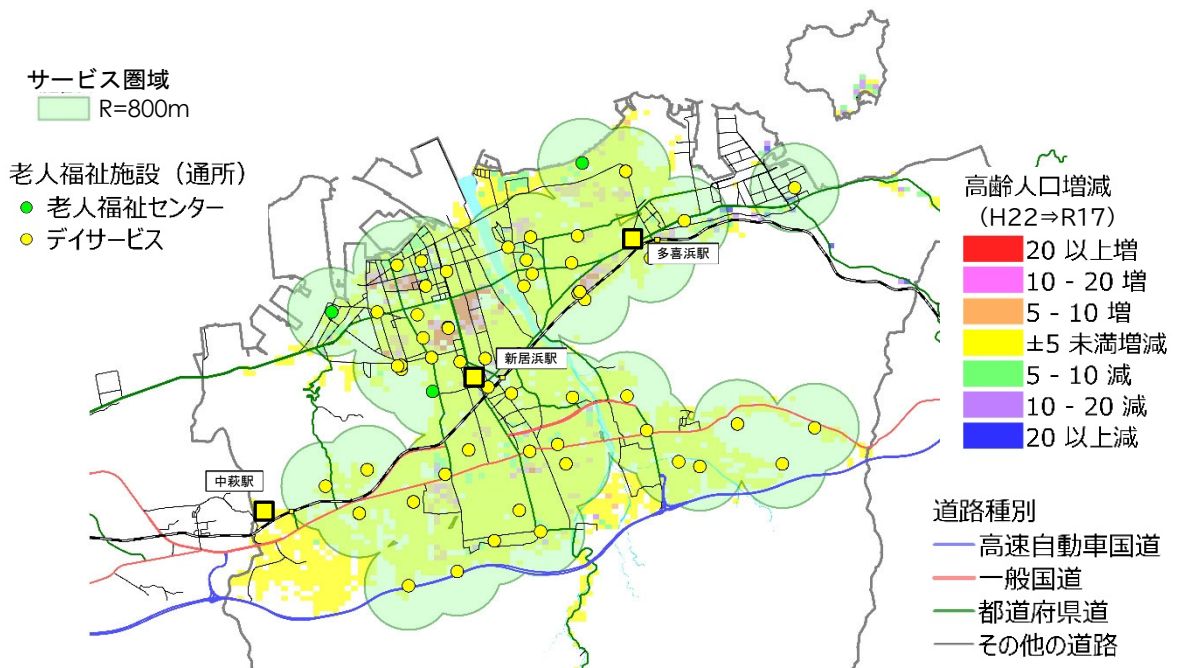 サービス圏域
R=800m
老人福祉施設（通所）
老人福祉センター
デイサービス
多喜浜駅
新居浜駅
中萩駅
高齢人口増減
（H22⇒R17）
20 以上増
10 - 20 増
5 - 10 増
±5 未満増減
5 - 10 減
10 - 20 減
20 以上減
道路種別
高速自動車国道
一般国道
都道府県道
その他の道路